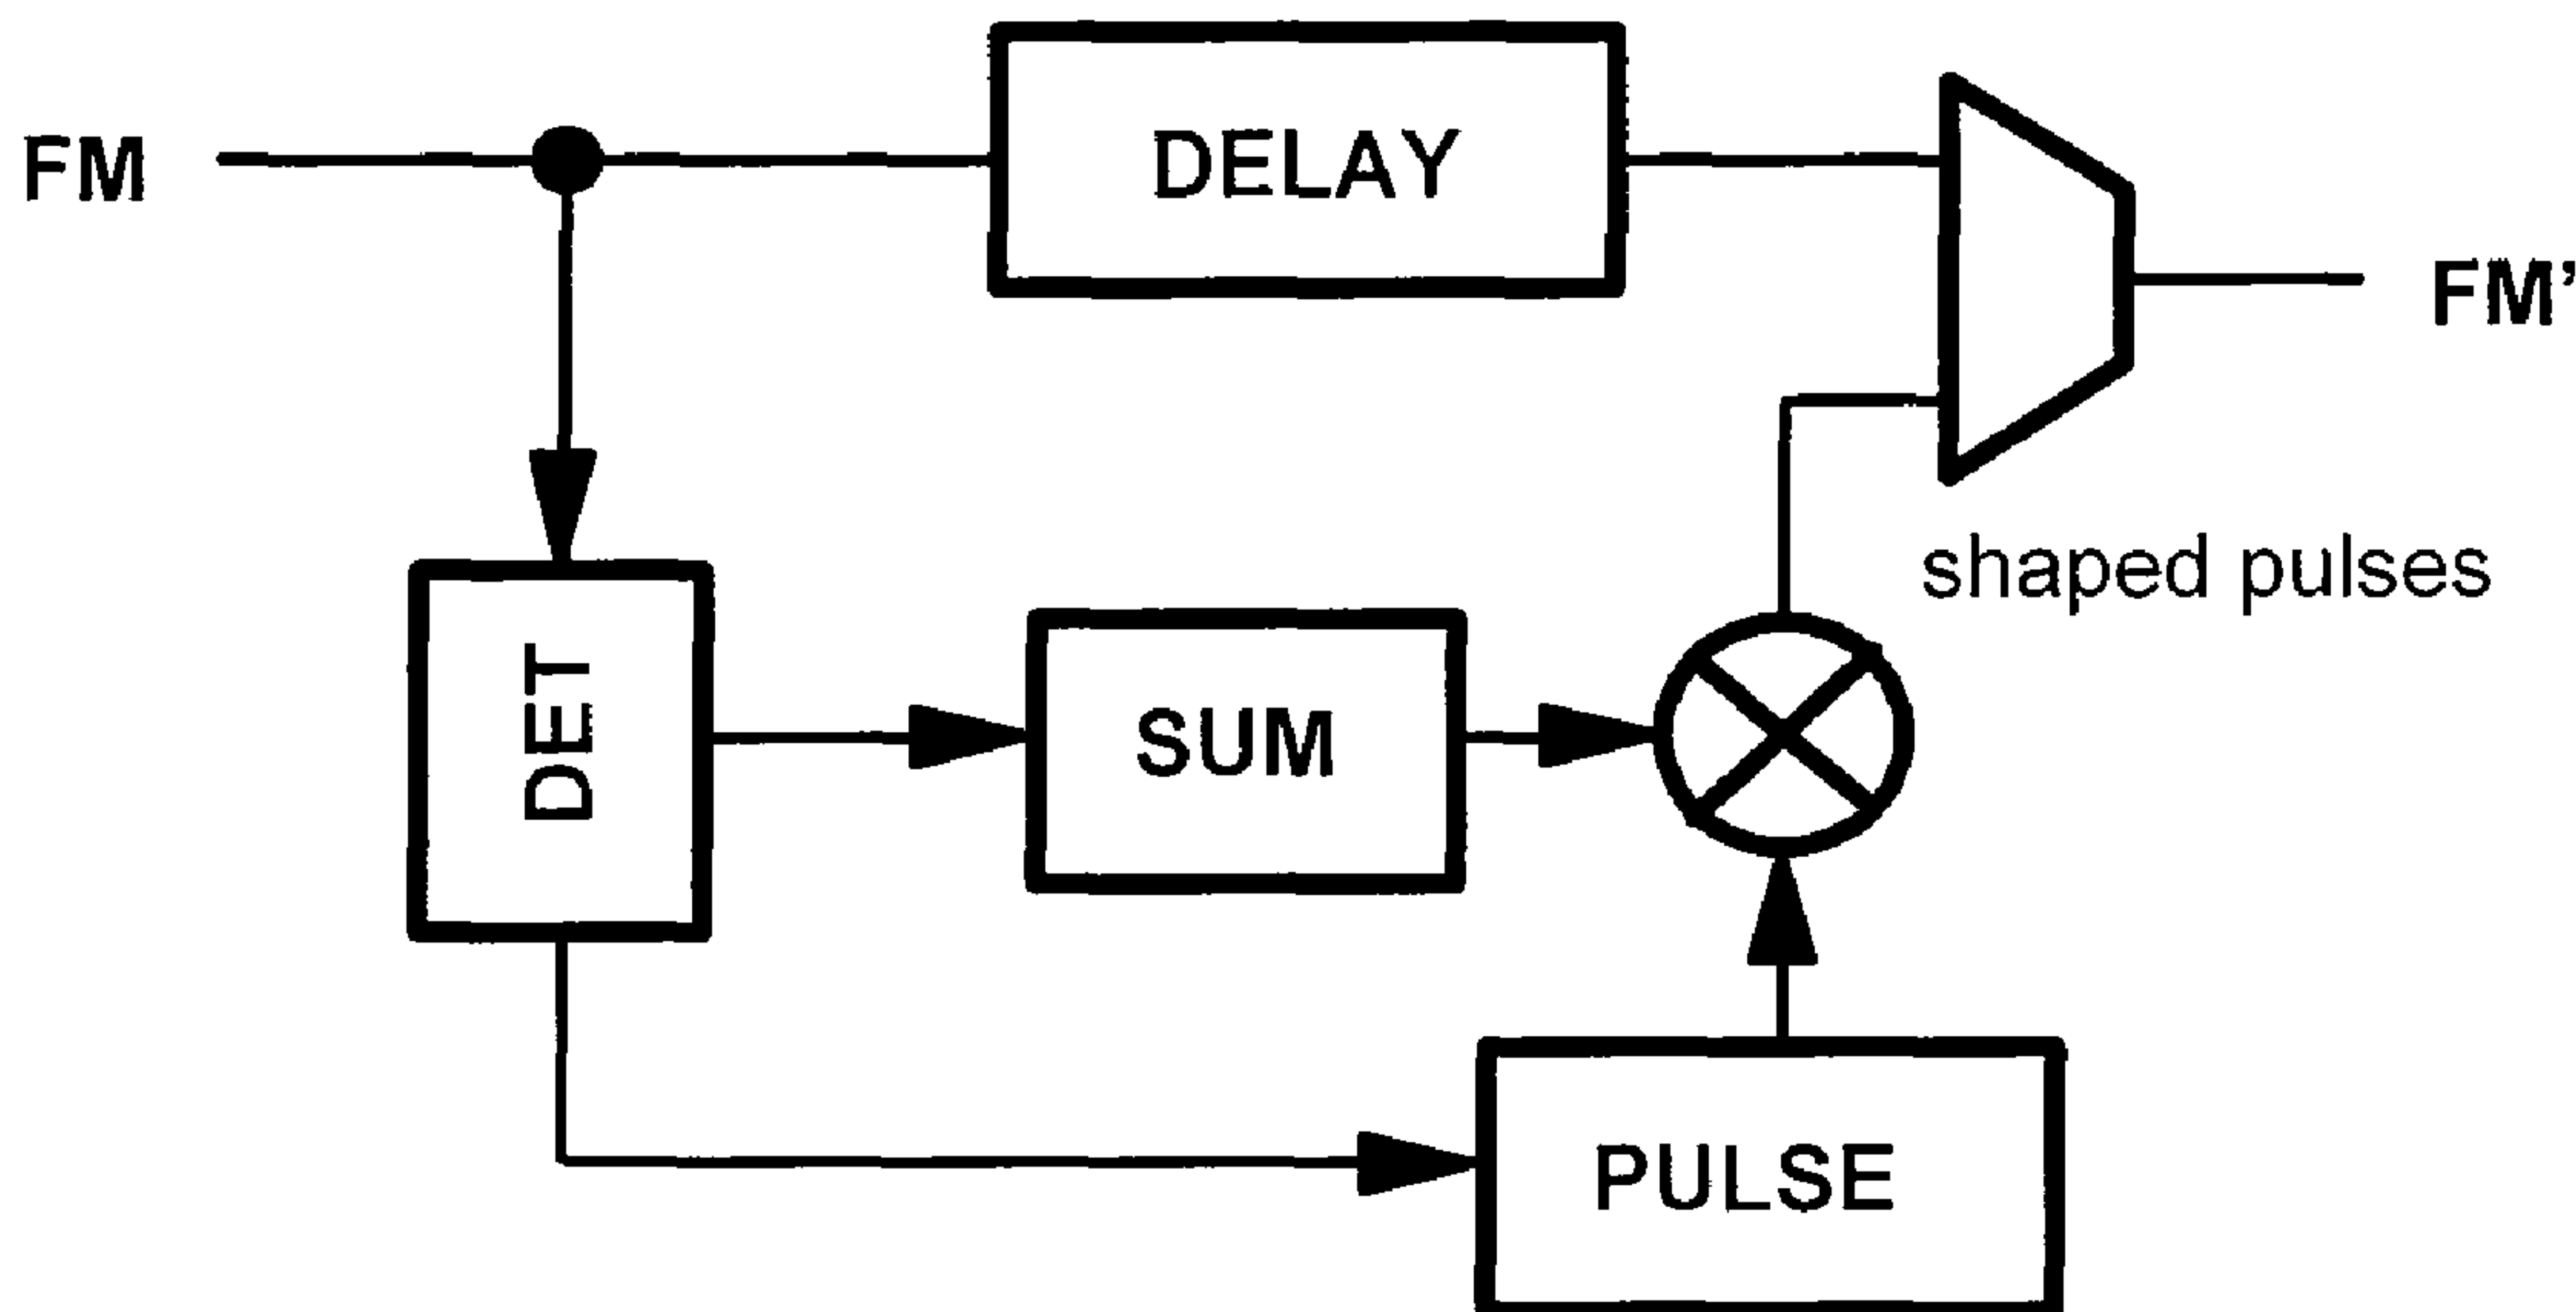 FM
DELAY
FM'
shaped pulses
DET
SUM
PULSE